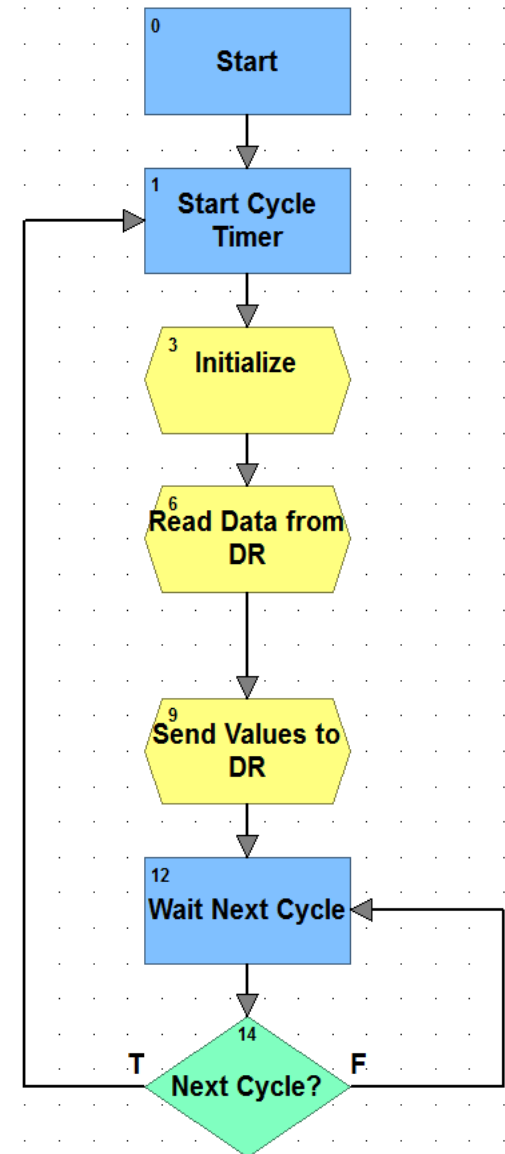 0
Start
1
Start Cycle
Timer
3
Initialize
6
Read Data from
DR
9
Send Values to
DR
12
Wait Next Cycle
14
T
F
Next Cycle?